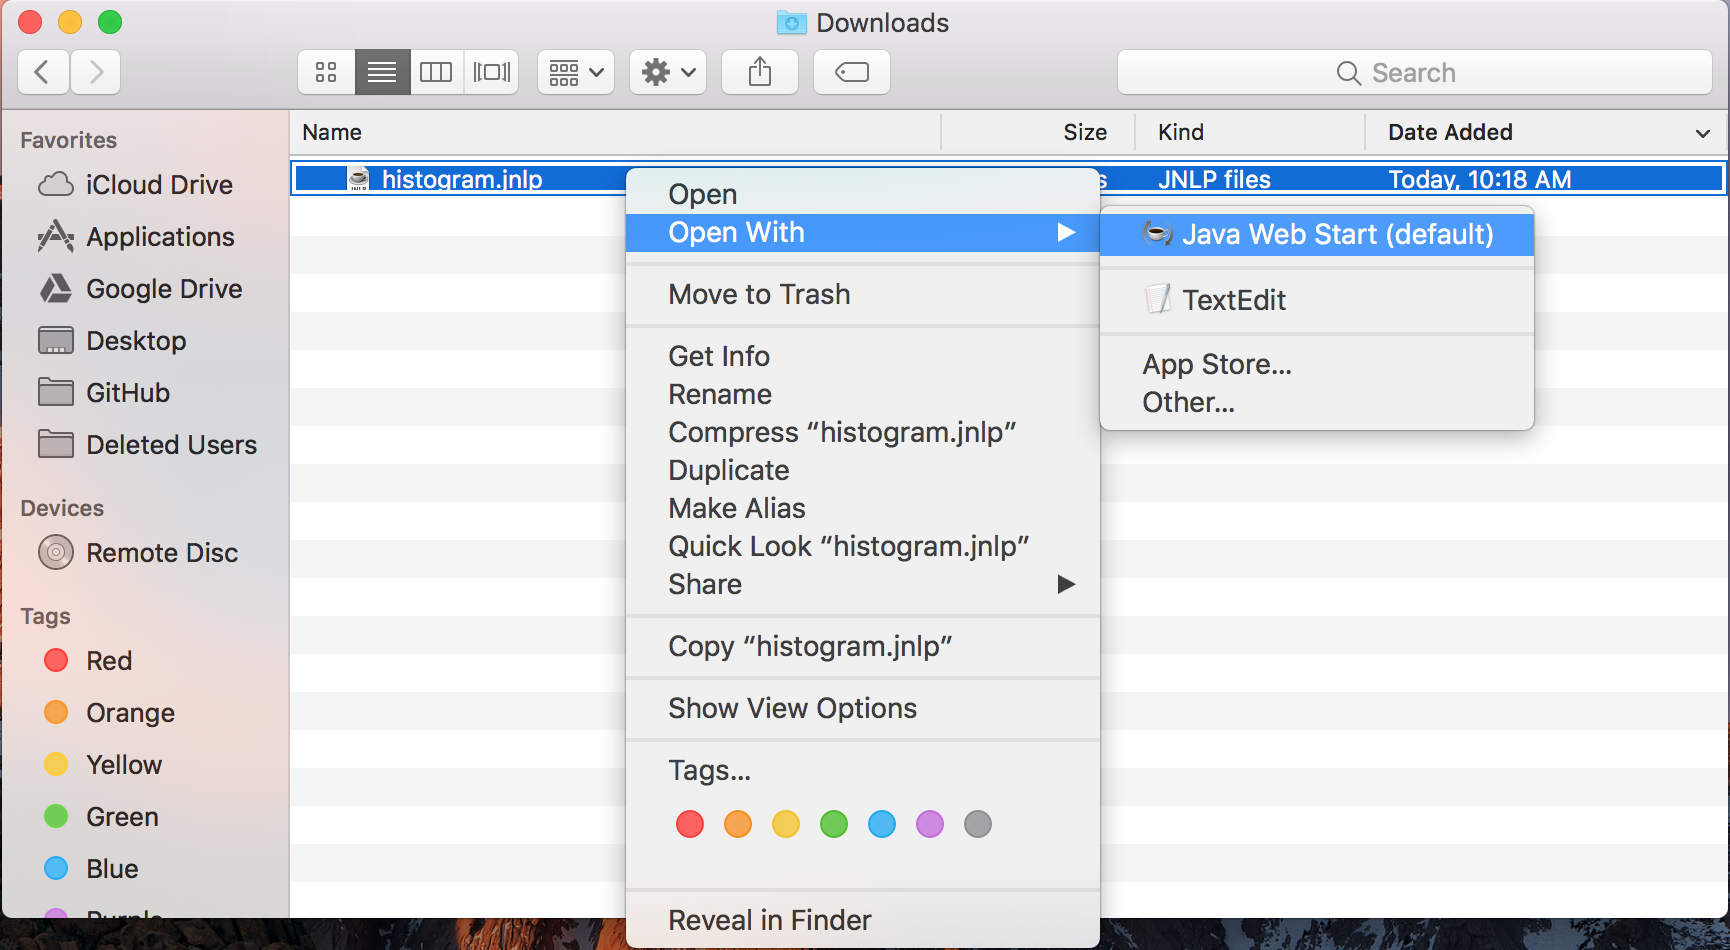 Downloads
Search
Favorites
iCloud Drive
Applications
Google Drive
Desktop
GitHub
Deleted Users
Devices
Remote Disc
Tags
Red
Orange
Yellow
Green
Blue
Purple
Name Size Kind Date Added
histogram.jnlp JNLP files Today, 10:18 AM
Open
Open With
Move to Trash
Get Info
Rename
Compress “histogram.jnlp”
Duplicate
Make Alias
Quick Look “histogram.jnlp”
Share
Copy “histogram.jnlp”
Show View Options
Tags...
Reveal in Finder
Java Web Start (default)
TextEdit
App Store...
Other...